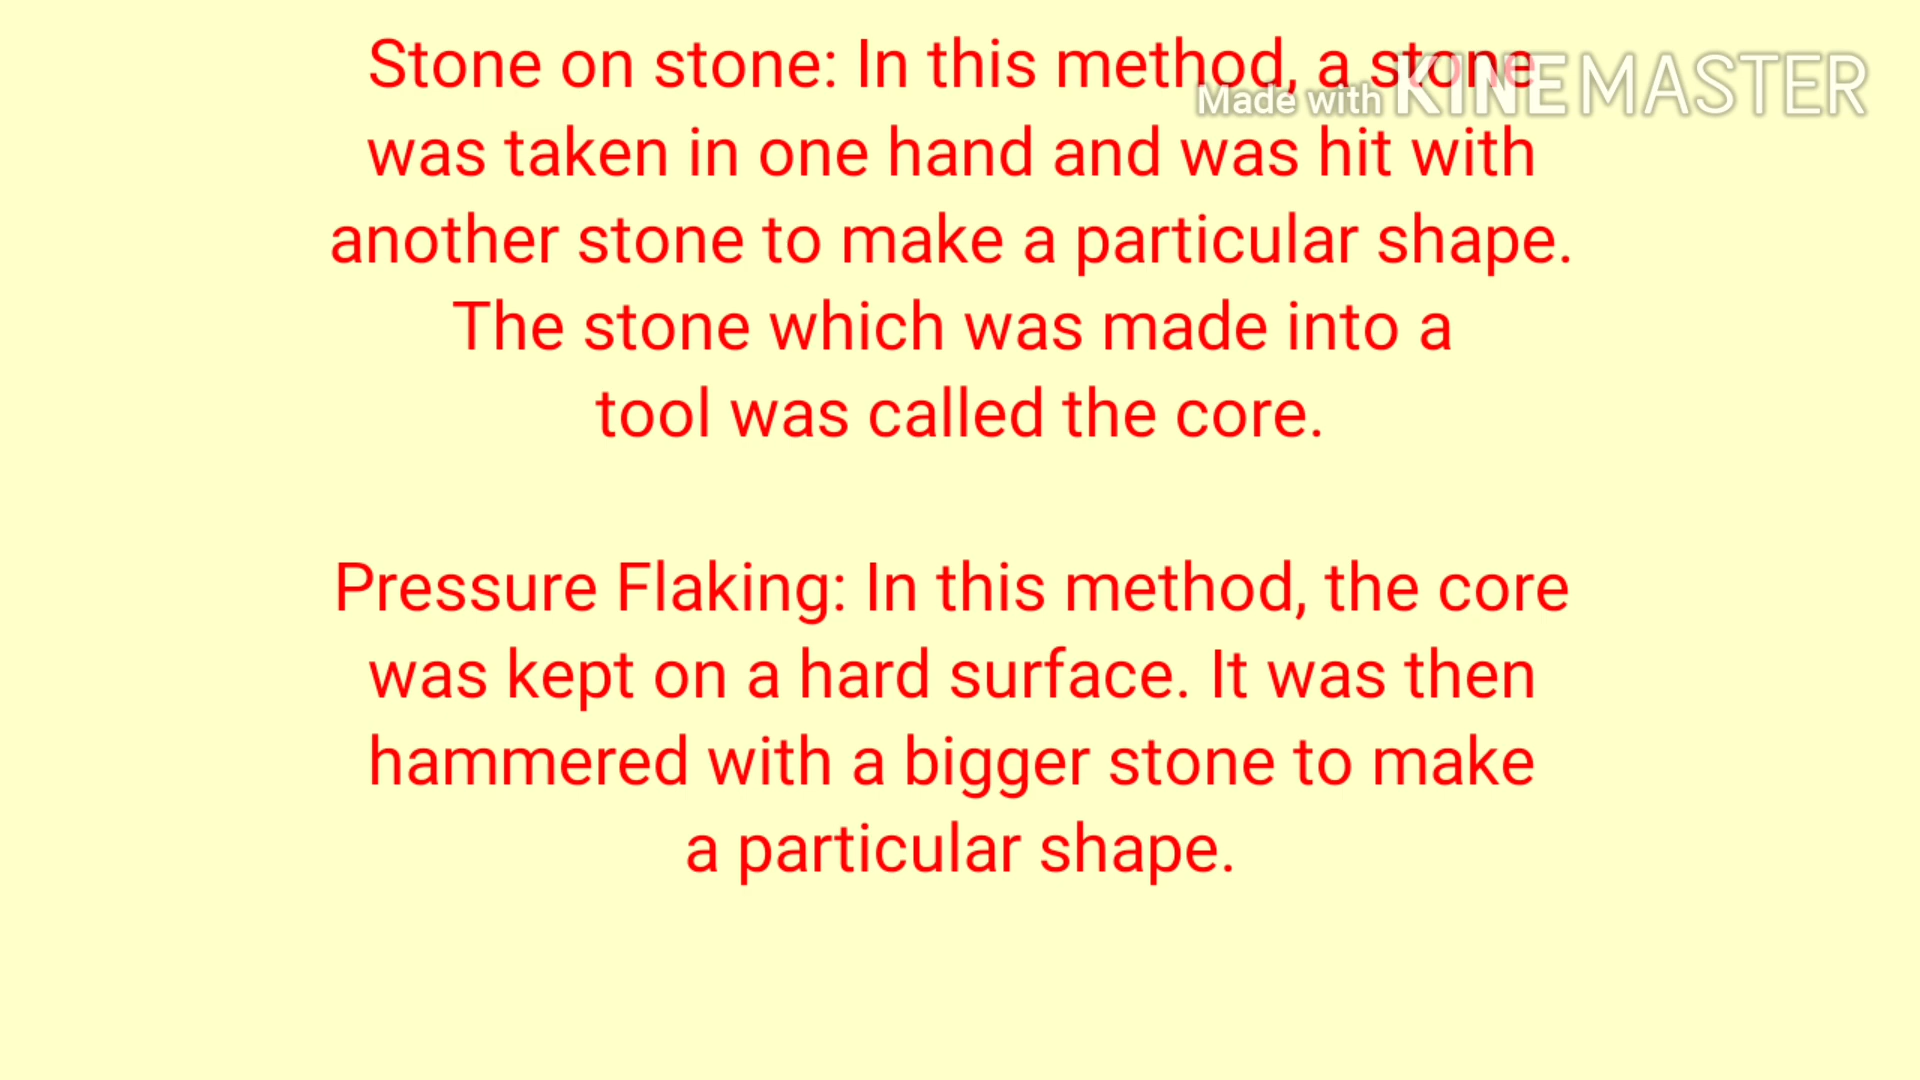 Stone on stone: In this method, a stone
Made with KINEMASTER
was taken in one hand and was hit with
another stone to make a particular shape.
The stone which was made into a
tool was called the core.
Pressure Flaking: In this method, the core
was kept on a hard surface. It was then
hammered with a bigger stone to make
a particular shape.